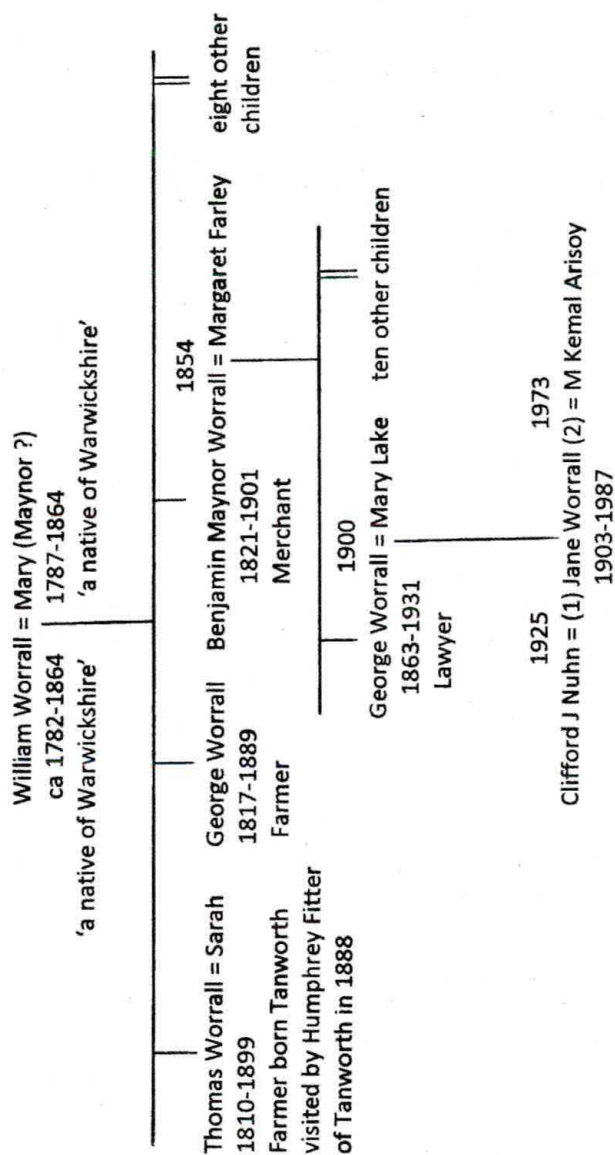 William Worrall = Mary (Maynor ?)
ca 1782-1864 1787-1864
'a native of Warwickshire' 'a native of Warwickshire'
1854
Thomas Worrall = Sarah George Worrall Benjamin Maynor Worrall = Margaret Farley eight other
1810-1899 1817-1889 1821-1901 children
Farmer born Tanworth Farmer Merchant
visited by Humphrey Fitter
of Tanworth in 1888
1900
George Worrall = Mary Lake ten other children
1863-1931
Lawyer
1925 1973
Clifford J Nuhn = (1) Jane Worrall (2) = M Kemal Arisoy
1903-1987